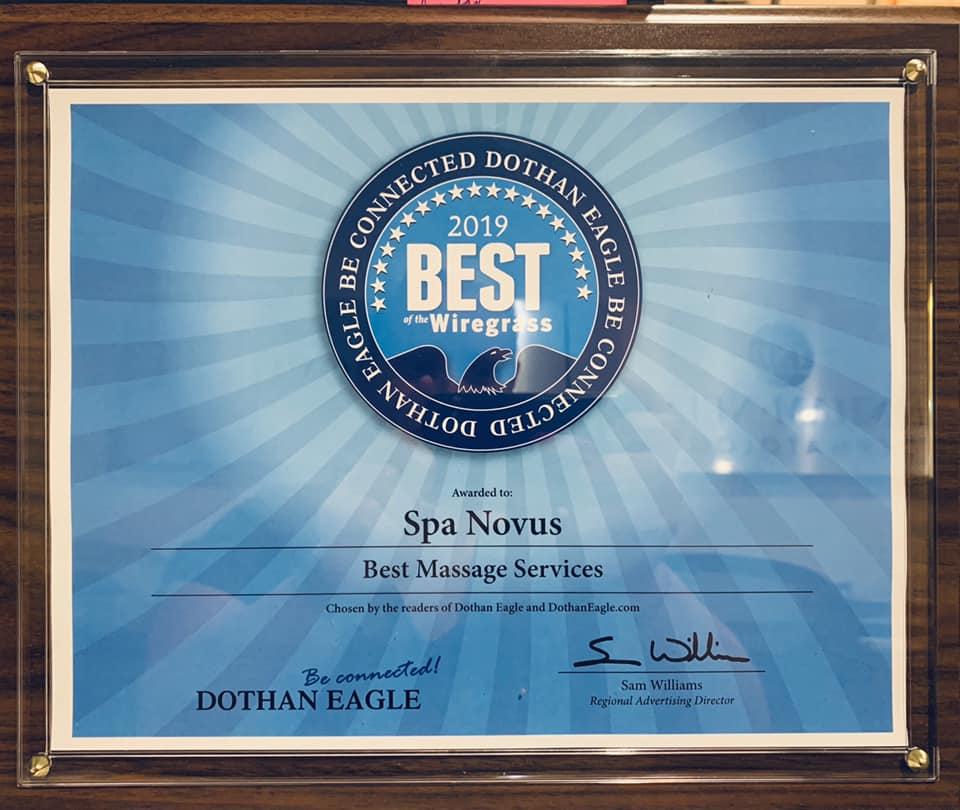 DOTHAN EAGLE BE CONNECTED DOTHAN EAGLE BE CONNECTED
2019
BEST
of the Wiregrass
Awarded to:
Spa Novus
Best Massage Services
Chosen by the readers of Dothan Eagle and DothanEagle.com
Be connected!
DOTHAN EAGLE
S Willi
Sam Williams
Regional Advertising Director